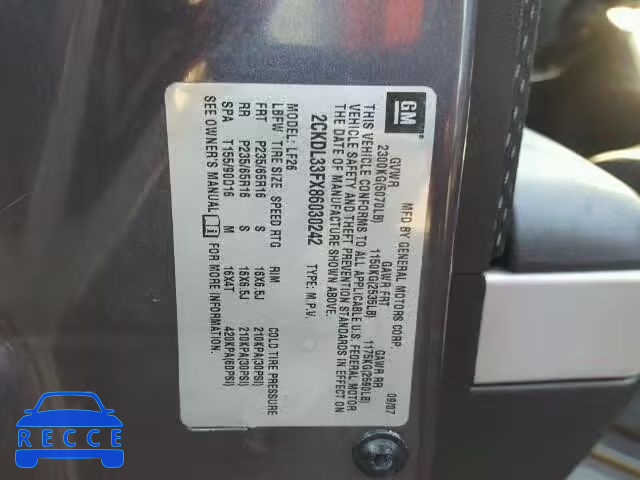 GM
MFD BY GENERAL MOTORS CORP. 09/07
GVWR GAWR FRT GAWR RR
2300KG(5070LB) 1150KG(2535LB) 1175KG(2590LB)
THIS VEHICLE CONFORMS TO ALL APPLICABLE U.S. FEDERAL MOTOR
VEHICLE SAFETY AND THEFT PREVENTION STANDARDS IN EFFECT ON
THE DATE OF MANUFACTURE SHOWN ABOVE.
2CKDL33FX86030242 TYPE: M.P.V.
MODEL: LF26
LBFW TIRE SIZE SPEED RTG RIM COLD TIRE PRESSURE
FRT P235/65R16 S 16X6.5J 210KPA(30PSI)
RR P235/65R16 S 16X6.5J 210KPA(30PSI)
SPA T155/90D16 M 16X4T 420KPA(60PSI)
SEE OWNER'S MANUAL FOR MORE INFORMATION.
RECCE